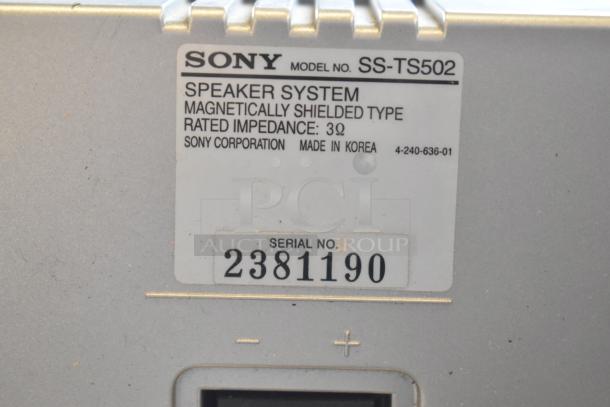 SONY MODEL NO. SS-TS502
SPEAKER SYSTEM
MAGNETICALLY SHIELDED TYPE
RATED IMPEDANCE: 3Ω
SONY CORPORATION MADE IN KOREA 4-240-636-01
PCI
AUCTION GROUP
SERIAL NO.
2381190
− +